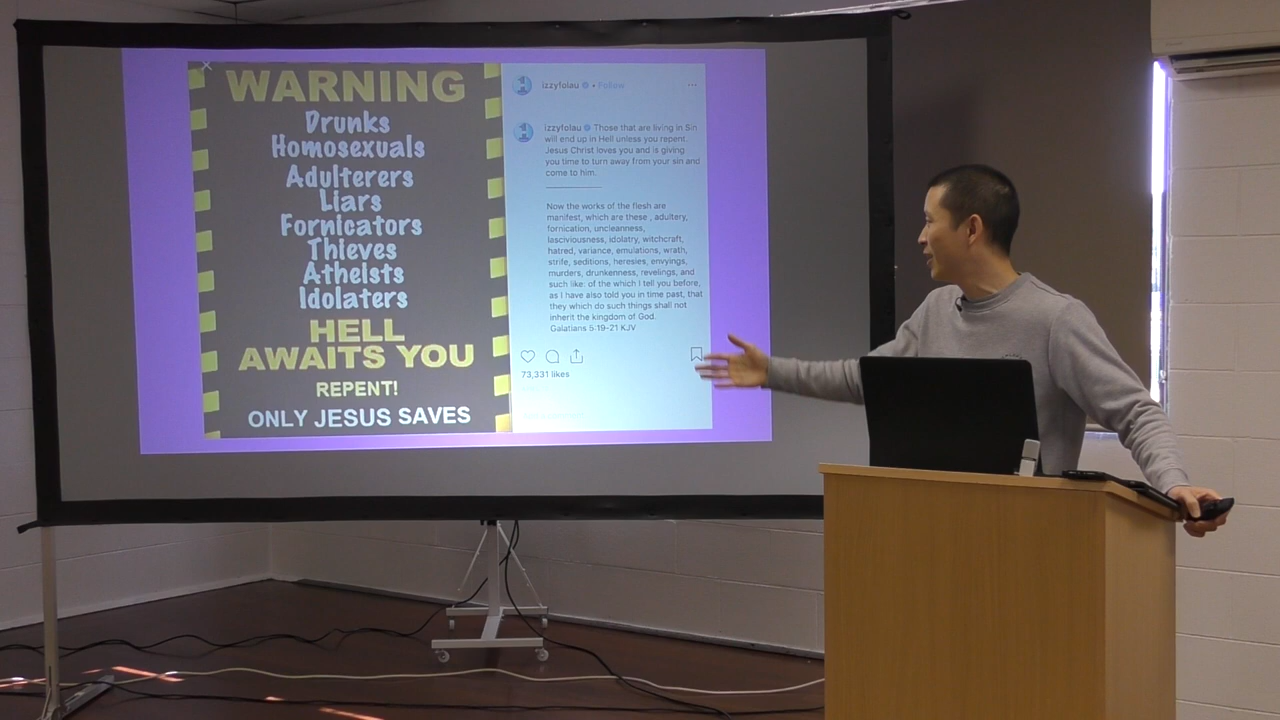 WARNING
Drunks
Homosexuals
Adulterers
Liars
Fornicators
Thieves
Atheists
Idolaters
HELL
AWAITS YOU
REPENT!
ONLY JESUS SAVES
izzyfolau • Follow
izzyfolau Those that are living in Sin
will end up in Hell unless you repent.
Jesus Christ loves you and is giving
you time to turn away from your sin and
come to him.
Now the works of the flesh are
manifest, which are these , adultery,
fornication, uncleanness,
lasciviousness, idolatry, witchcraft,
hatred, variance, emulations, wrath,
strife, seditions, heresies, envyings,
murders, drunkenness, revelings, and
such like: of the which I tell you before,
as I have also told you in time past, that
they which do such things shall not
inherit the kingdom of God.
Galatians 5:19-21 KJV
73,331 likes